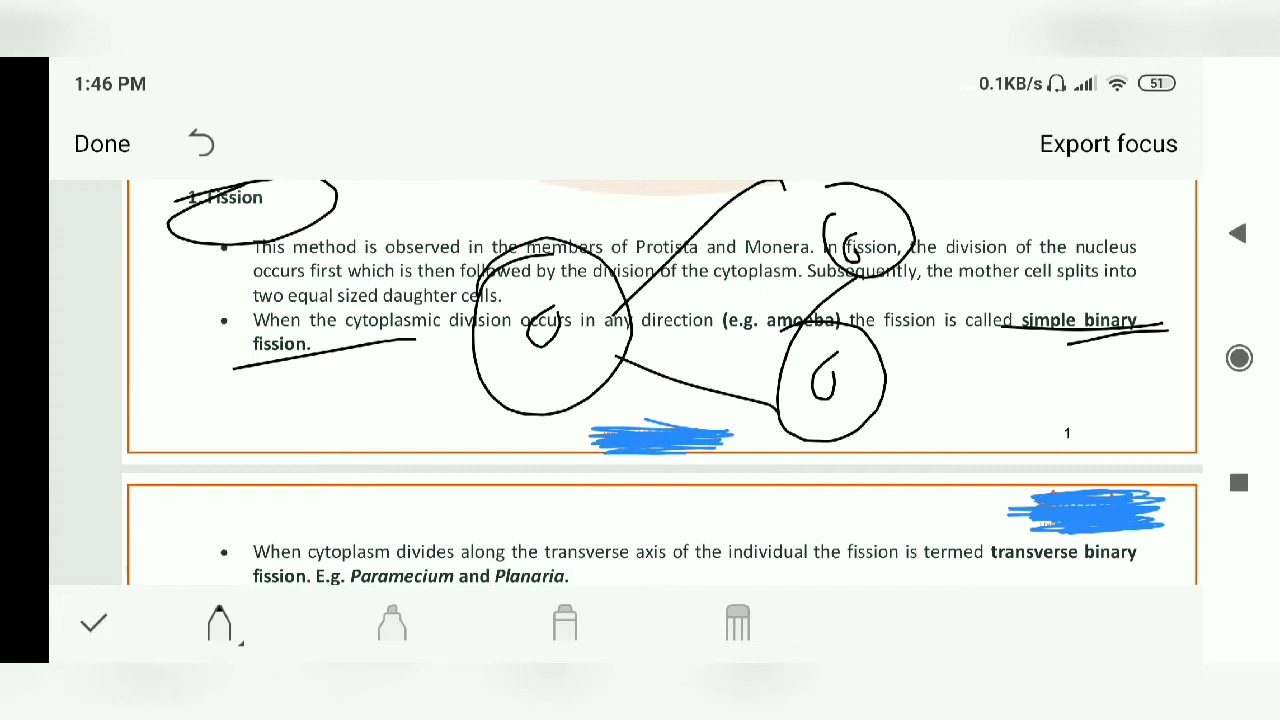 1:46 PM
0.1KB/s
51
Done
Export focus
1. Fission
This method is observed in the members of Protista and Monera. In fission, the division of the nucleus
occurs first which is then followed by the division of the cytoplasm. Subsequently, the mother cell splits into
two equal sized daughter cells.
When the cytoplasmic division occurs in any direction (e.g. amoeba) the fission is called simple binary
fission.
1
When cytoplasm divides along the transverse axis of the individual the fission is termed transverse binary
fission. E.g. Paramecium and Planaria.